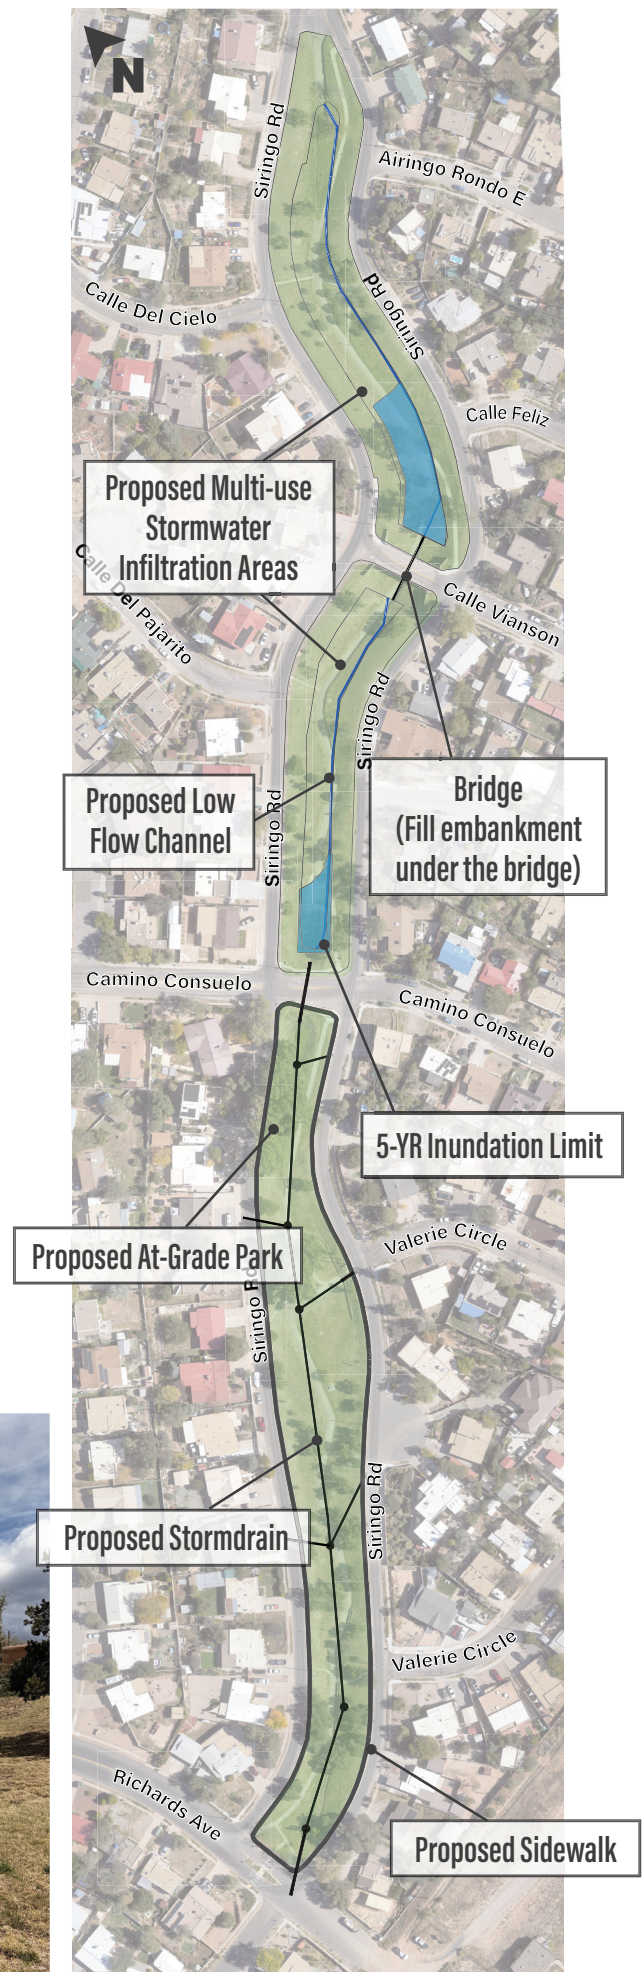 N
Siringo Rd
Airingo Rondo E
Calle Del Cielo
Siringo Rd
Calle Feliz
Proposed Multi-use
Stormwater
Infiltration Areas
Calle Del Pajarito
Calle Vianson
Siringo Rd
Bridge
(Fill embankment
under the bridge)
Proposed Low
Flow Channel
Siringo Rd
Camino Consuelo
Camino Consuelo
5-YR Inundation Limit
Valerie Circle
Proposed At-Grade Park
Siringo Rd
Siringo Rd
Proposed Stormdrain
Valerie Circle
Richards Ave
Proposed Sidewalk